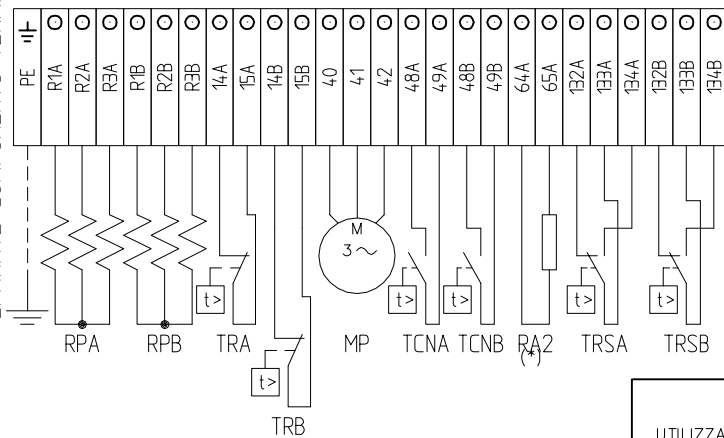 PE R1A R2A R3A R1B R2B R3B 14A 15A 14B 15B 40 41 42 48A 49A 48B 49B 64A 65A 132A 133A 134A 132B 133B 134B
M
3~
t> t> t> t> t>
t>
RPA RPB TRA MP TCNA TCNB RA2 TRSA TRSB
(*)
TRB